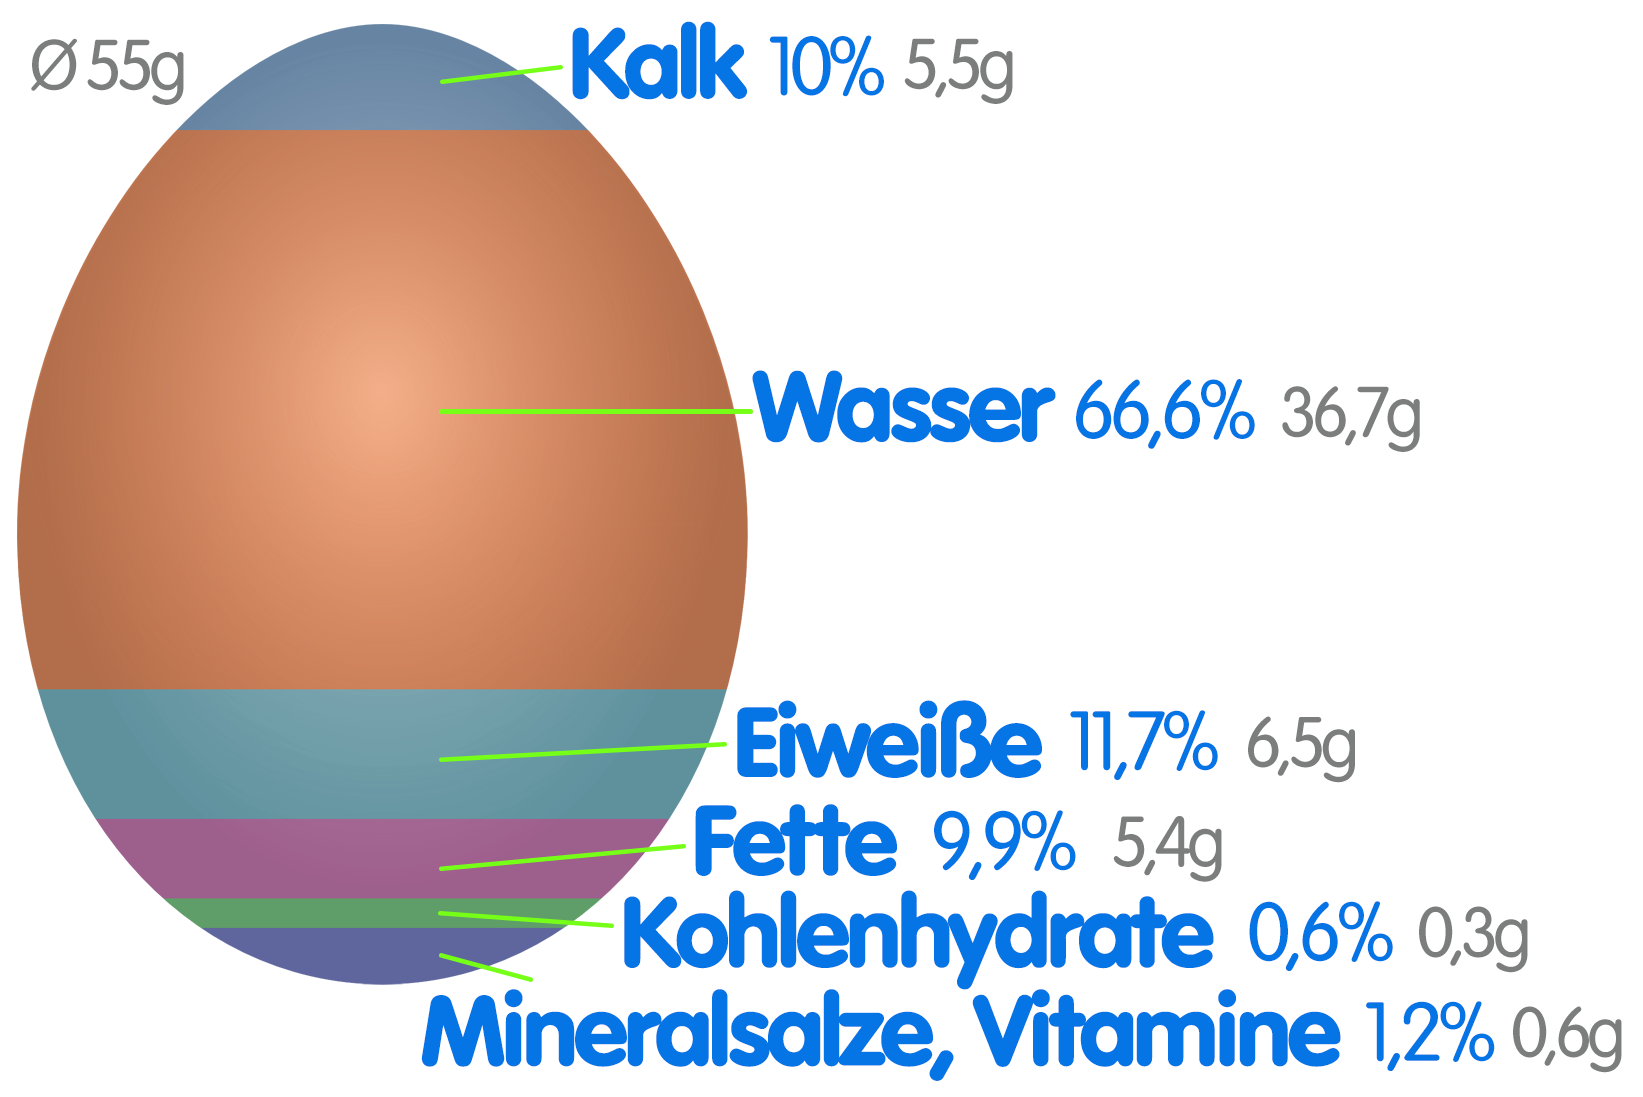 Ø 55g
Kalk 10% 5,5g
Wasser 66,6% 36,7g
Eiweiße 11,7% 6,5g
Fette 9,9% 5,4g
Kohlenhydrate 0,6% 0,3g
Mineralsalze, Vitamine 1,2% 0,6g